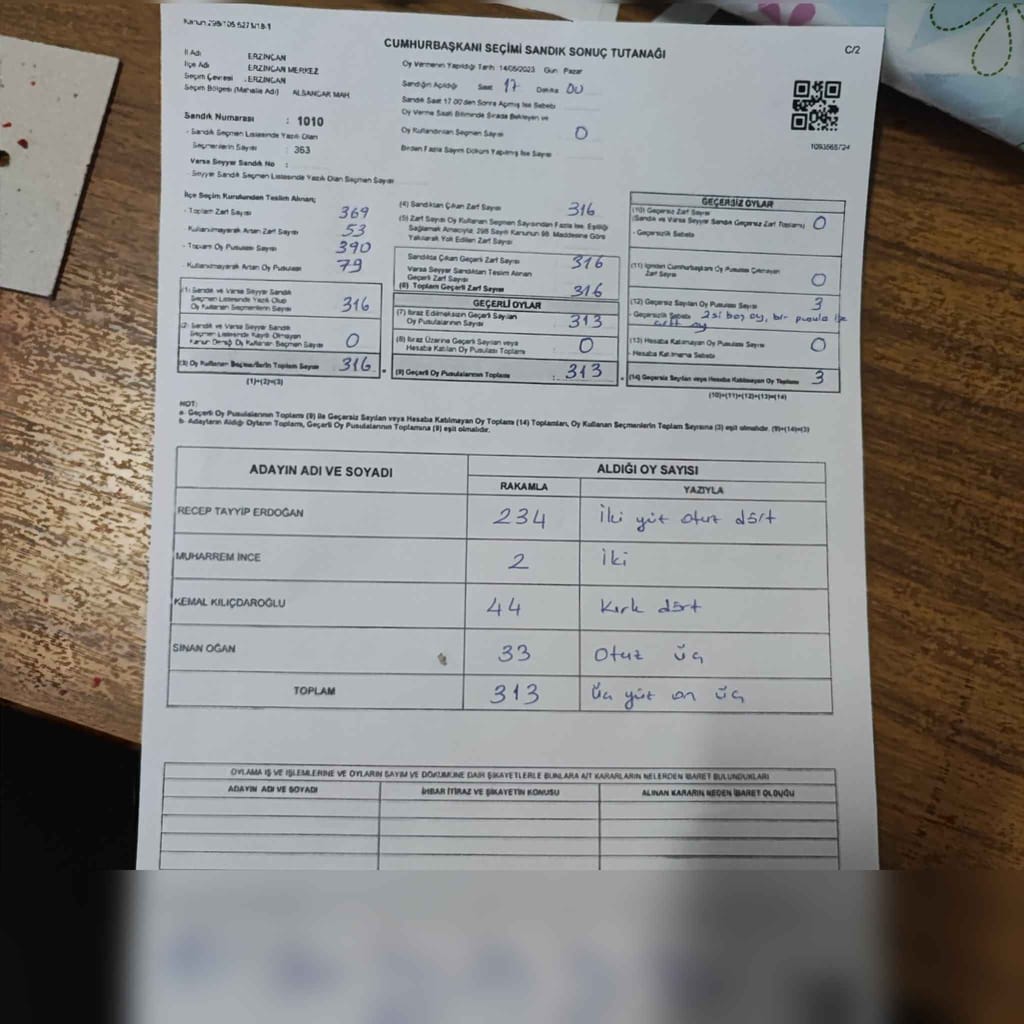 Kanun:298/106-6271/18-1
CUMHURBAŞKANI SEÇİMİ SANDIK SONUÇ TUTANAĞI
C/2
İl Adı ERZİNCAN
İlçe Adı ERZİNCAN MERKEZ
Seçim Çevresi : ERZİNCAN
Seçim Bölgesi (Mahalle Adı) ALSANCAK MAH.
Sandık Numarası : 1010
- Sandık Seçmen Listesinde Yazılı Olan
Seçmenlerin Sayısı : 363
Varsa Seyyar Sandık No :
- Seyyar Sandık Seçmen Listesinde Yazılı Olan Seçmen Sayısı
Oy Vermenin Yapıldığı Tarih 14/05/2023 Gün Pazar
Sandığın Açıldığı Saat 17 Dakika 00
Sandık Saat 17.00'den Sonra Açmış İse Sebebi
Oy Verme Saati Bitiminde Sırada Bekleyen ve
Oy Kullandırılan Seçmen Sayısı 0
Birden Fazla Sayım Döküm Yapılmış İse Sayısı
1093565724
İlçe Seçim Kurulundan Teslim Alınan;
- Toplam Zarf Sayısı 369
- Kullanılmayarak Artan Zarf Sayısı 53
- Toplam Oy Pusulası Sayısı 390
- Kullanılmayarak Artan Oy Pusulası 79
(1) Sandık ve Varsa Seyyar Sandık
Seçmen Listesinde Yazılı Olup
Oy Kullanan Seçmenlerin Sayısı 316
(2) Sandık ve Varsa Seyyar Sandık
Seçmen Listesinde Kayıtlı Olmayan
Kanun Gereği Oy Kullanan Seçmen Sayısı 0
(3) Oy Kullanan Seçmenlerin Toplam Sayısı 316
(1)+(2)=(3)
(4) Sandıktan Çıkan Zarf Sayısı 316
(5) Zarf Sayısı Oy Kullanan Seçmen Sayısından Fazla İse, Eşitliği
Sağlamak Amacıyla; 298 Sayılı Kanunun 98. Maddesine Göre
Yakılarak Yok Edilen Zarf Sayısı
Sandıkta Çıkan Geçerli Zarf Sayısı 316
Varsa Seyyar Sandıktan Teslim Alınan
Geçerli Zarf Sayısı
(6) Toplam Geçerli Zarf Sayısı 316
GEÇERLİ OYLAR
(7) İtiraz Edilmeksizin Geçerli Sayılan
Oy Pusulalarının Sayısı 313
(8) İtiraz Üzerine Geçerli Sayılan veya
Hesaba Katılan Oy Pusulası Toplamı 0
(9) Geçerli Oy Pusulalarının Toplamı : 313
GEÇERSİZ OYLAR
(10) Geçersiz Zarf Sayısı
(Sandık ve Varsa Seyyar Sandık Geçersiz Zarf Toplamı) 0
- Geçersizlik Sebebi
(11) İçinden Cumhurbaşkanı Oy Pusulası Çıkmayan
Zarf Sayısı 0
(12) Geçersiz Sayılan Oy Pusulası Sayısı 3
- Geçersizlik Sebebi 2si boş oy, bir pusula ise
çift oy
(13) Hesaba Katılmayan Oy Pusulası Sayısı 0
- Hesaba Katılmama Sebebi
(14) Geçersiz Sayılan veya Hesaba Katılmayan Oy Toplamı 3
(10)+(11)+(12)+(13)=(14)
NOT:
a- Geçerli Oy Pusulalarının Toplamı (9) ile Geçersiz Sayılan veya Hesaba Katılmayan Oy Toplamı (14) Toplamları, Oy Kullanan Seçmenlerin Toplam Sayısına (3) eşit olmalıdır. (9)+(14)=(3)
b- Adayların Aldığı Oyların Toplamı, Geçerli Oy Pusulalarının Toplamına (9) eşit olmalıdır.
ADAYIN ADI VE SOYADI ALDIĞI OY SAYISI
RAKAMLA YAZIYLA
RECEP TAYYİP ERDOĞAN 234 İki yüz otuz dört
MUHARREM İNCE 2 İki
KEMAL KILIÇDAROĞLU 44 Kırk dört
SİNAN OĞAN 33 Otuz üç
TOPLAM 313 Üç yüz on üç
OYLAMA İŞ VE İŞLEMLERİNE VE OYLARIN SAYIM VE DÖKÜMÜNE DAİR ŞİKAYETLERLE BUNLARA AİT KARARLARIN NELERDEN İBARET BULUNDUKLARI
ADAYIN ADI VE SOYADI İHBAR İTİRAZ VE ŞİKAYETİN KONUSU ALINAN KARARIN NEDEN İBARET OLDUĞU